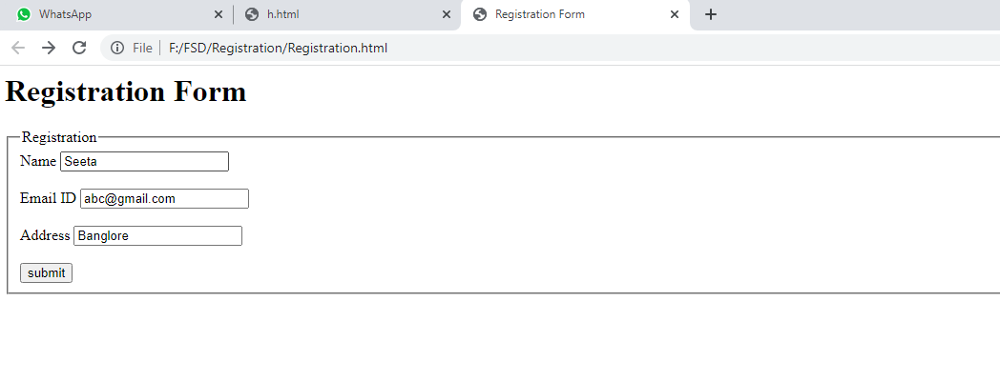 WhatsApp
h.html
Registration Form
File
F:/FSD/Registration/Registration.html
Registration Form
Registration
Name Seeta
Email ID abc@gmail.com
Address Banglore
submit